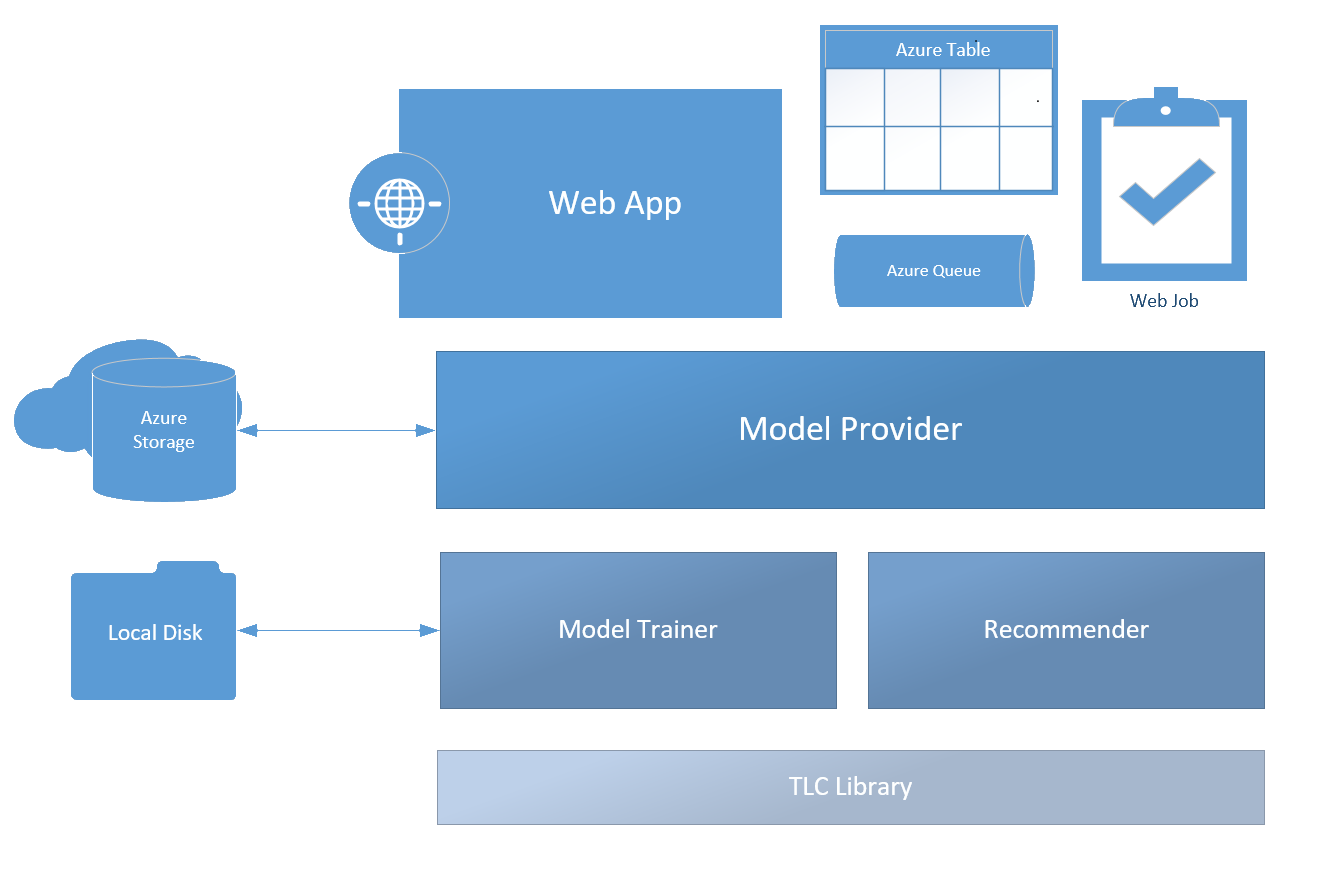 Azure Table
Web App
Azure Queue
Web Job
Azure
Storage
Model Provider
Local Disk
Model Trainer
Recommender
TLC Library